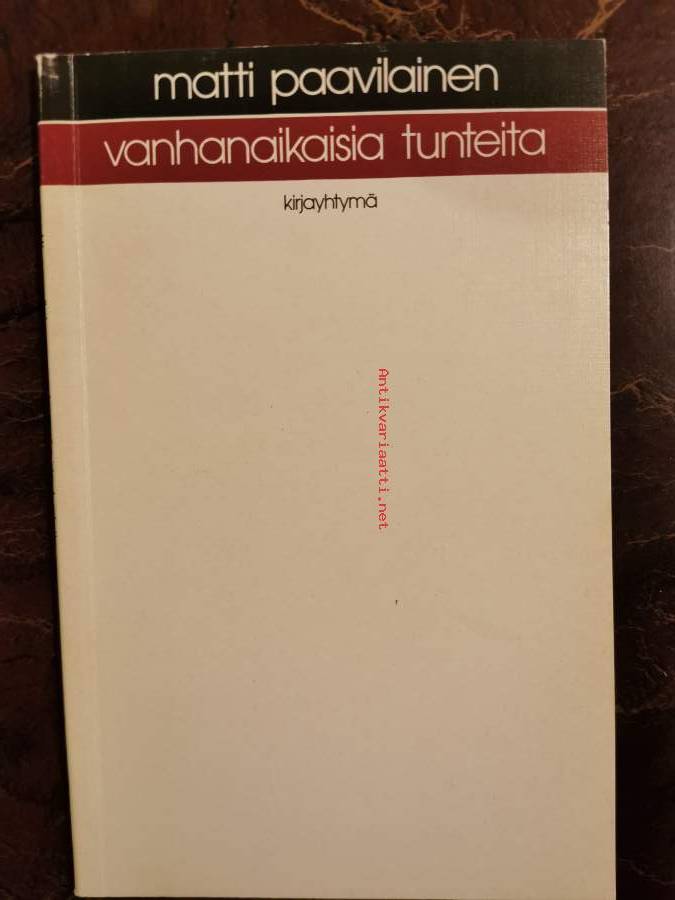 matti paavilainen
vanhanaikaisia tunteita
kirjayhtymä
Antikvariaatti.net